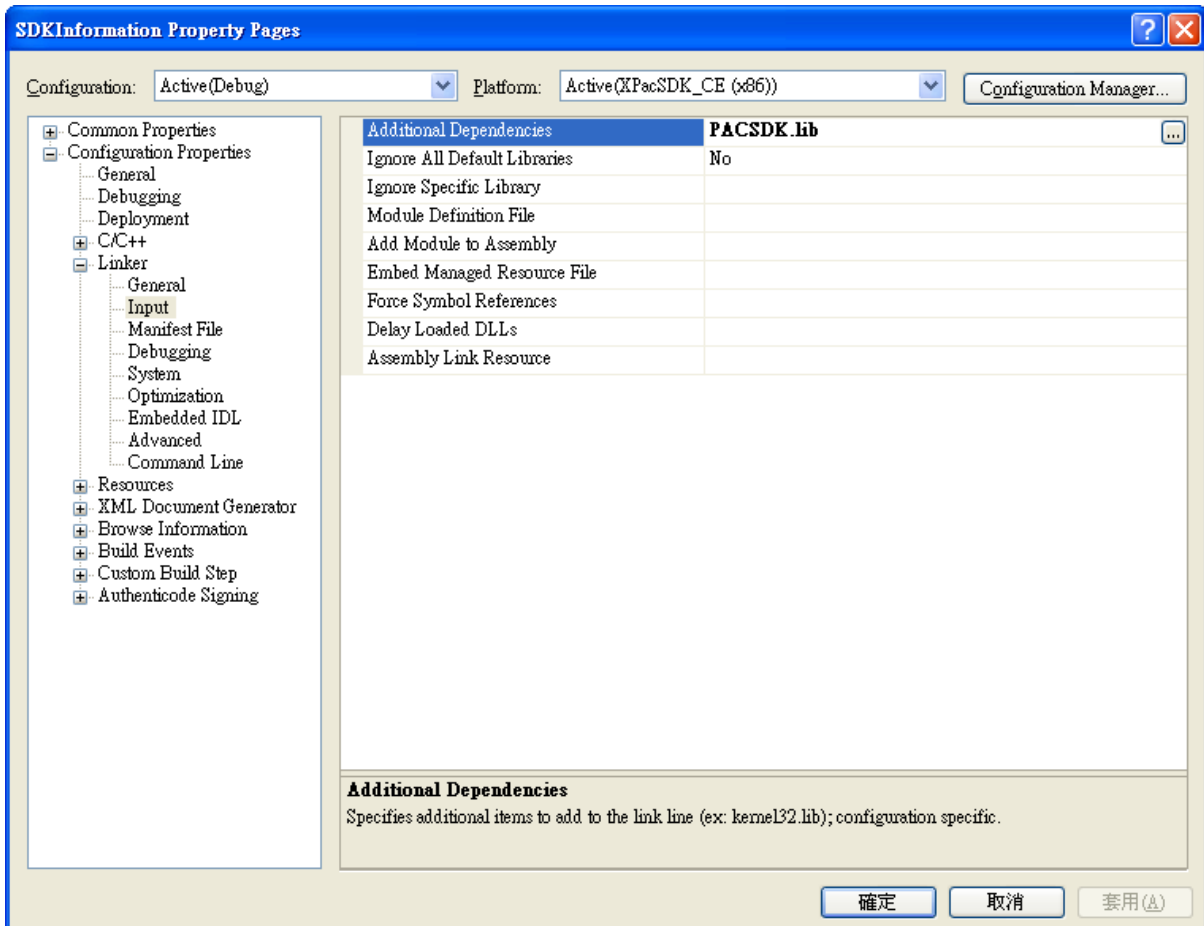 SDKInformation Property Pages
Configuration: Active(Debug) Platform: Active(XPacSDK_CE (x86)) Configuration Manager...
Common Properties
Configuration Properties
General
Debugging
Deployment
C/C++
Linker
General
Input
Manifest File
Debugging
System
Optimization
Embedded IDL
Advanced
Command Line
Resources
XML Document Generator
Browse Information
Build Events
Custom Build Step
Authenticode Signing
Additional Dependencies PACSDK.lib ...
Ignore All Default Libraries No
Ignore Specific Library
Module Definition File
Add Module to Assembly
Embed Managed Resource File
Force Symbol References
Delay Loaded DLLs
Assembly Link Resource
Additional Dependencies
Specifies additional items to add to the link line (ex: kernel32.lib); configuration specific.
確定 取消 套用(A)